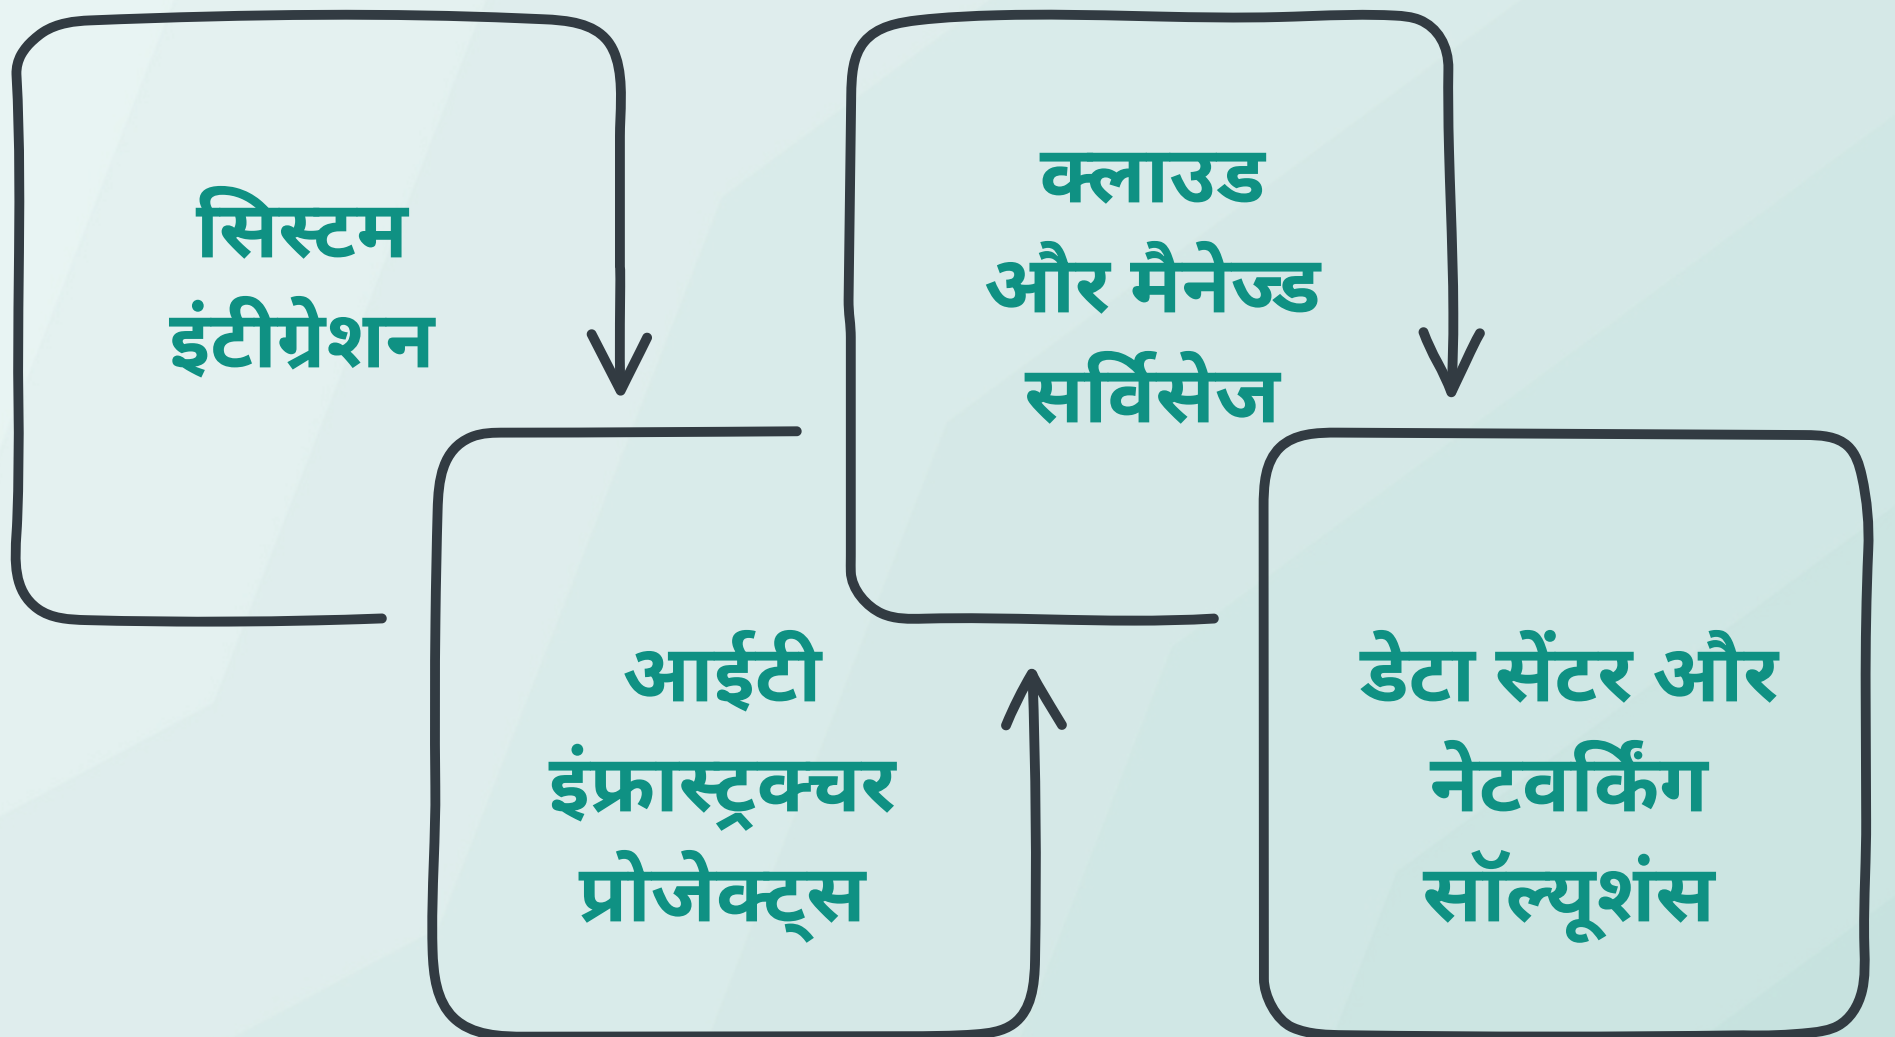 सिस्टम
इंटीग्रेशन
आईटी
इंफ्रास्ट्रक्चर
प्रोजेक्ट्स
क्लाउड
और मैनेज्ड
सर्विसेज
डेटा सेंटर और
नेटवर्किंग
सॉल्यूशंस